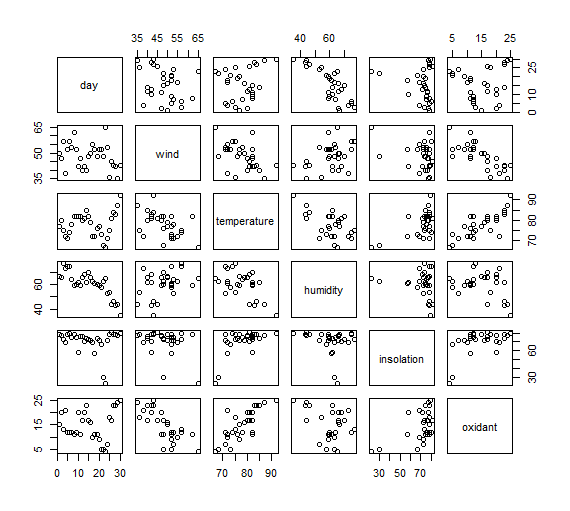 35 45 55 65 40 60 5 15 25
day
0 10 25
wind
35 50 65
temperature
70 80 90
humidity
40 60
insolation
30 60
oxidant
5 15 25
0 10 20 30 70 80 90 30 50 70